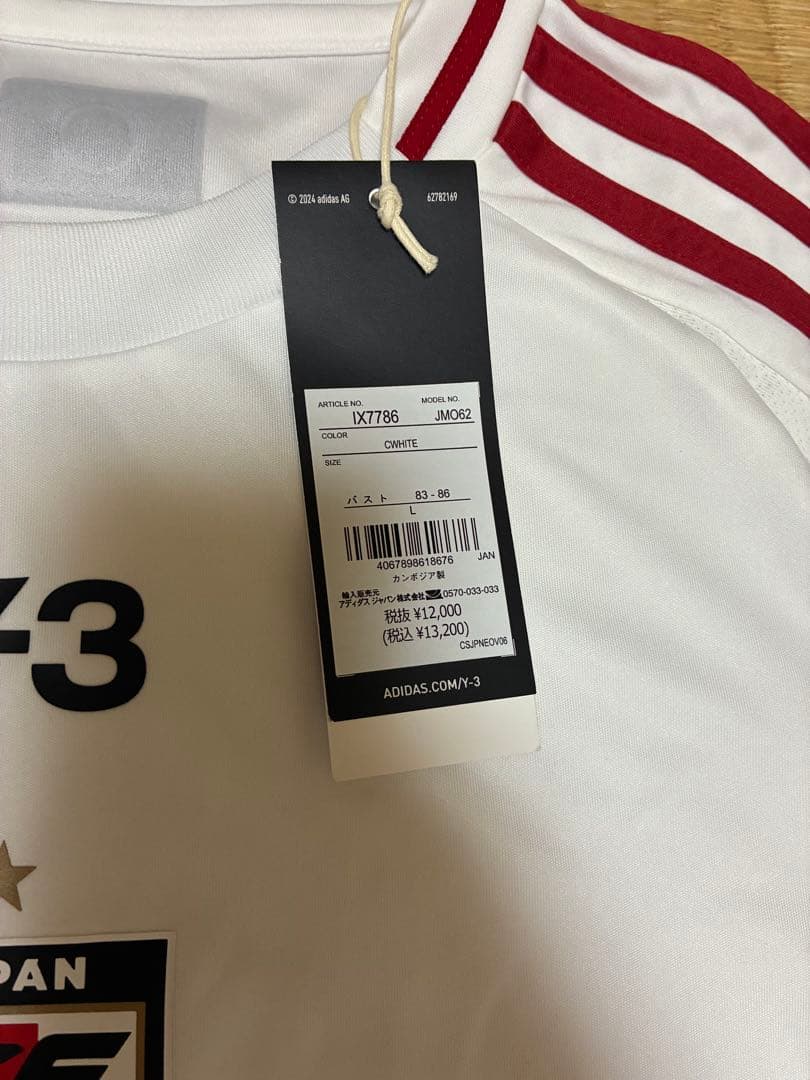 © 2024 adidas AG 62782169
ARTICLE NO. MODEL NO.
IX7786 JMO62
COLOR
CWHITE
SIZE
バスト 83 - 86
L
4067898618676 JAN
カンボジア製
輸入販売元
アディダス ジャパン株式会社 0570-033-033
税抜 ¥12,000
(税込 ¥13,200)
CSJPNEOV06
ADIDAS.COM/Y-3
-3
PAN